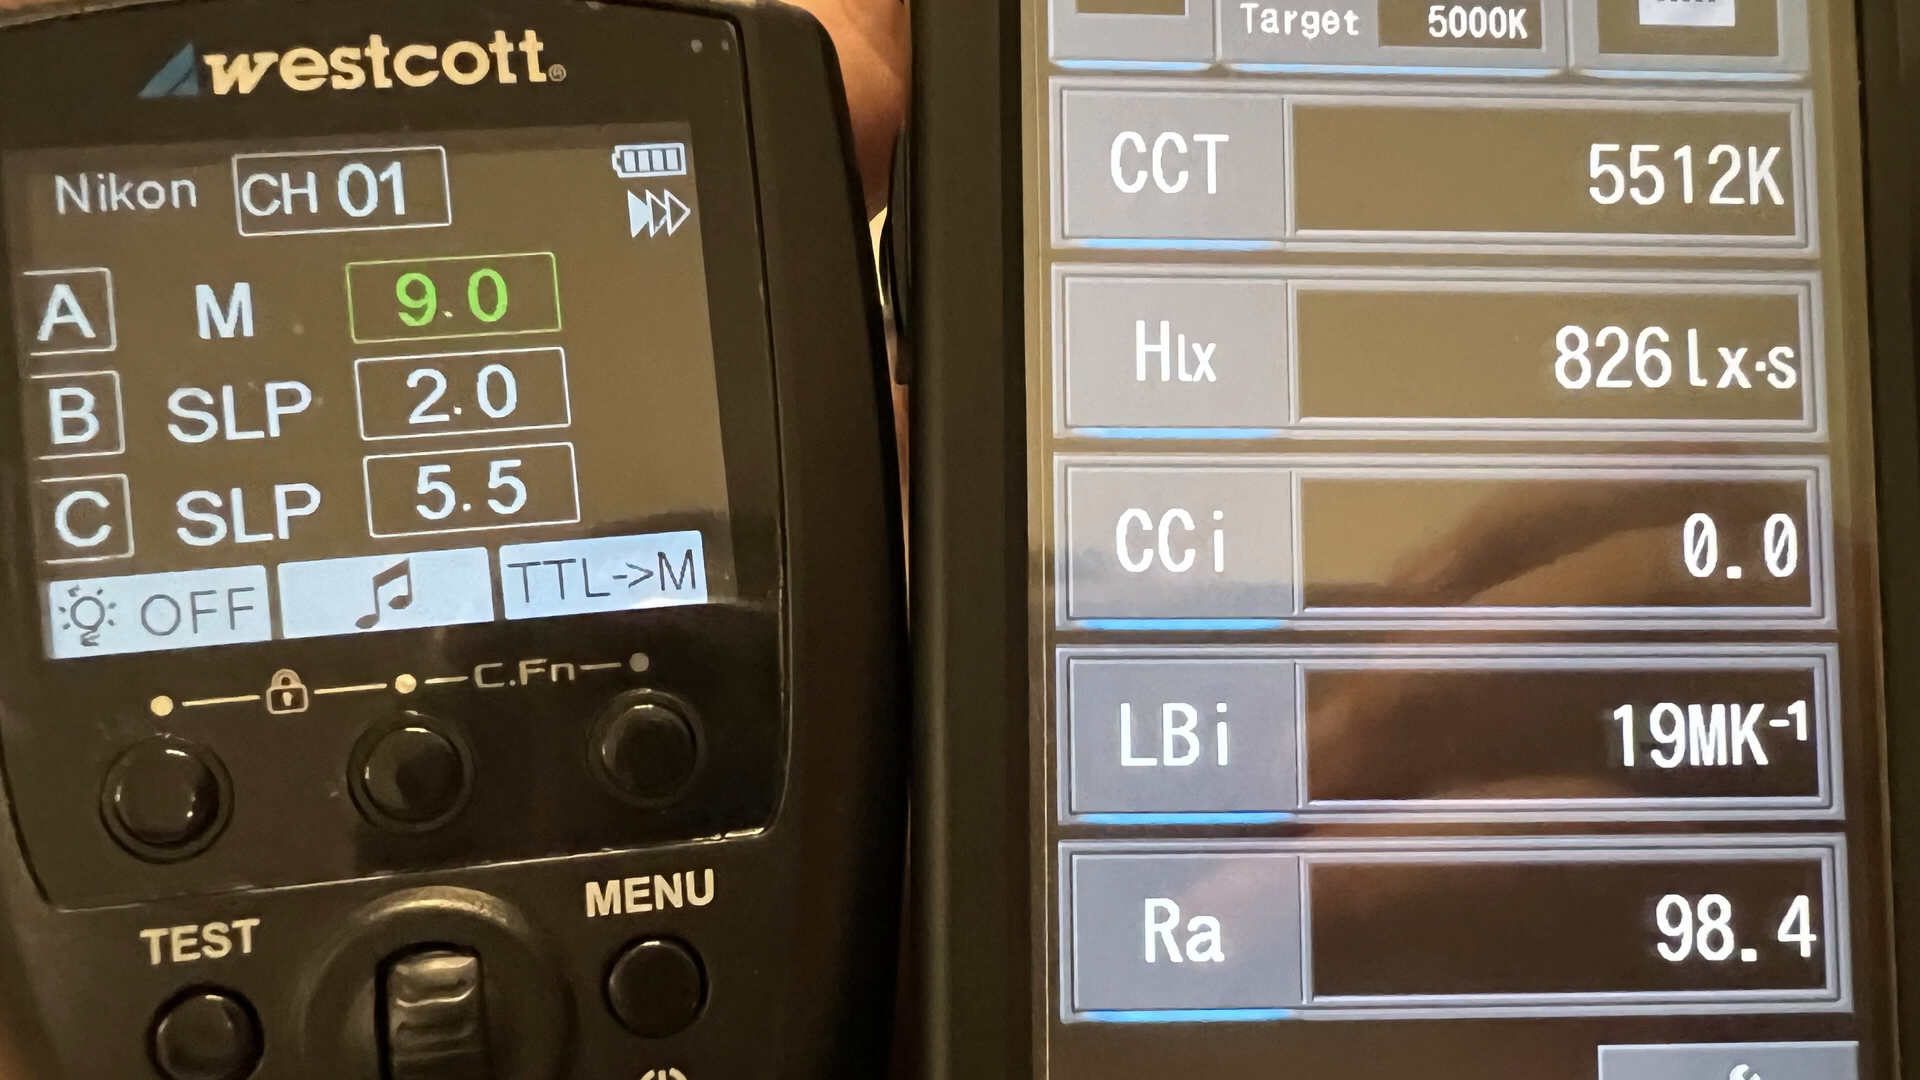 westcott®
Nikon CH 01
A M 9.0
B SLP 2.0
C SLP 5.5
OFF TTL->M
C.Fn
TEST MENU
Target 5000K
CCT 5512K
Hlx 826lx·s
CCi 0.0
LBi 19MK⁻¹
Ra 98.4